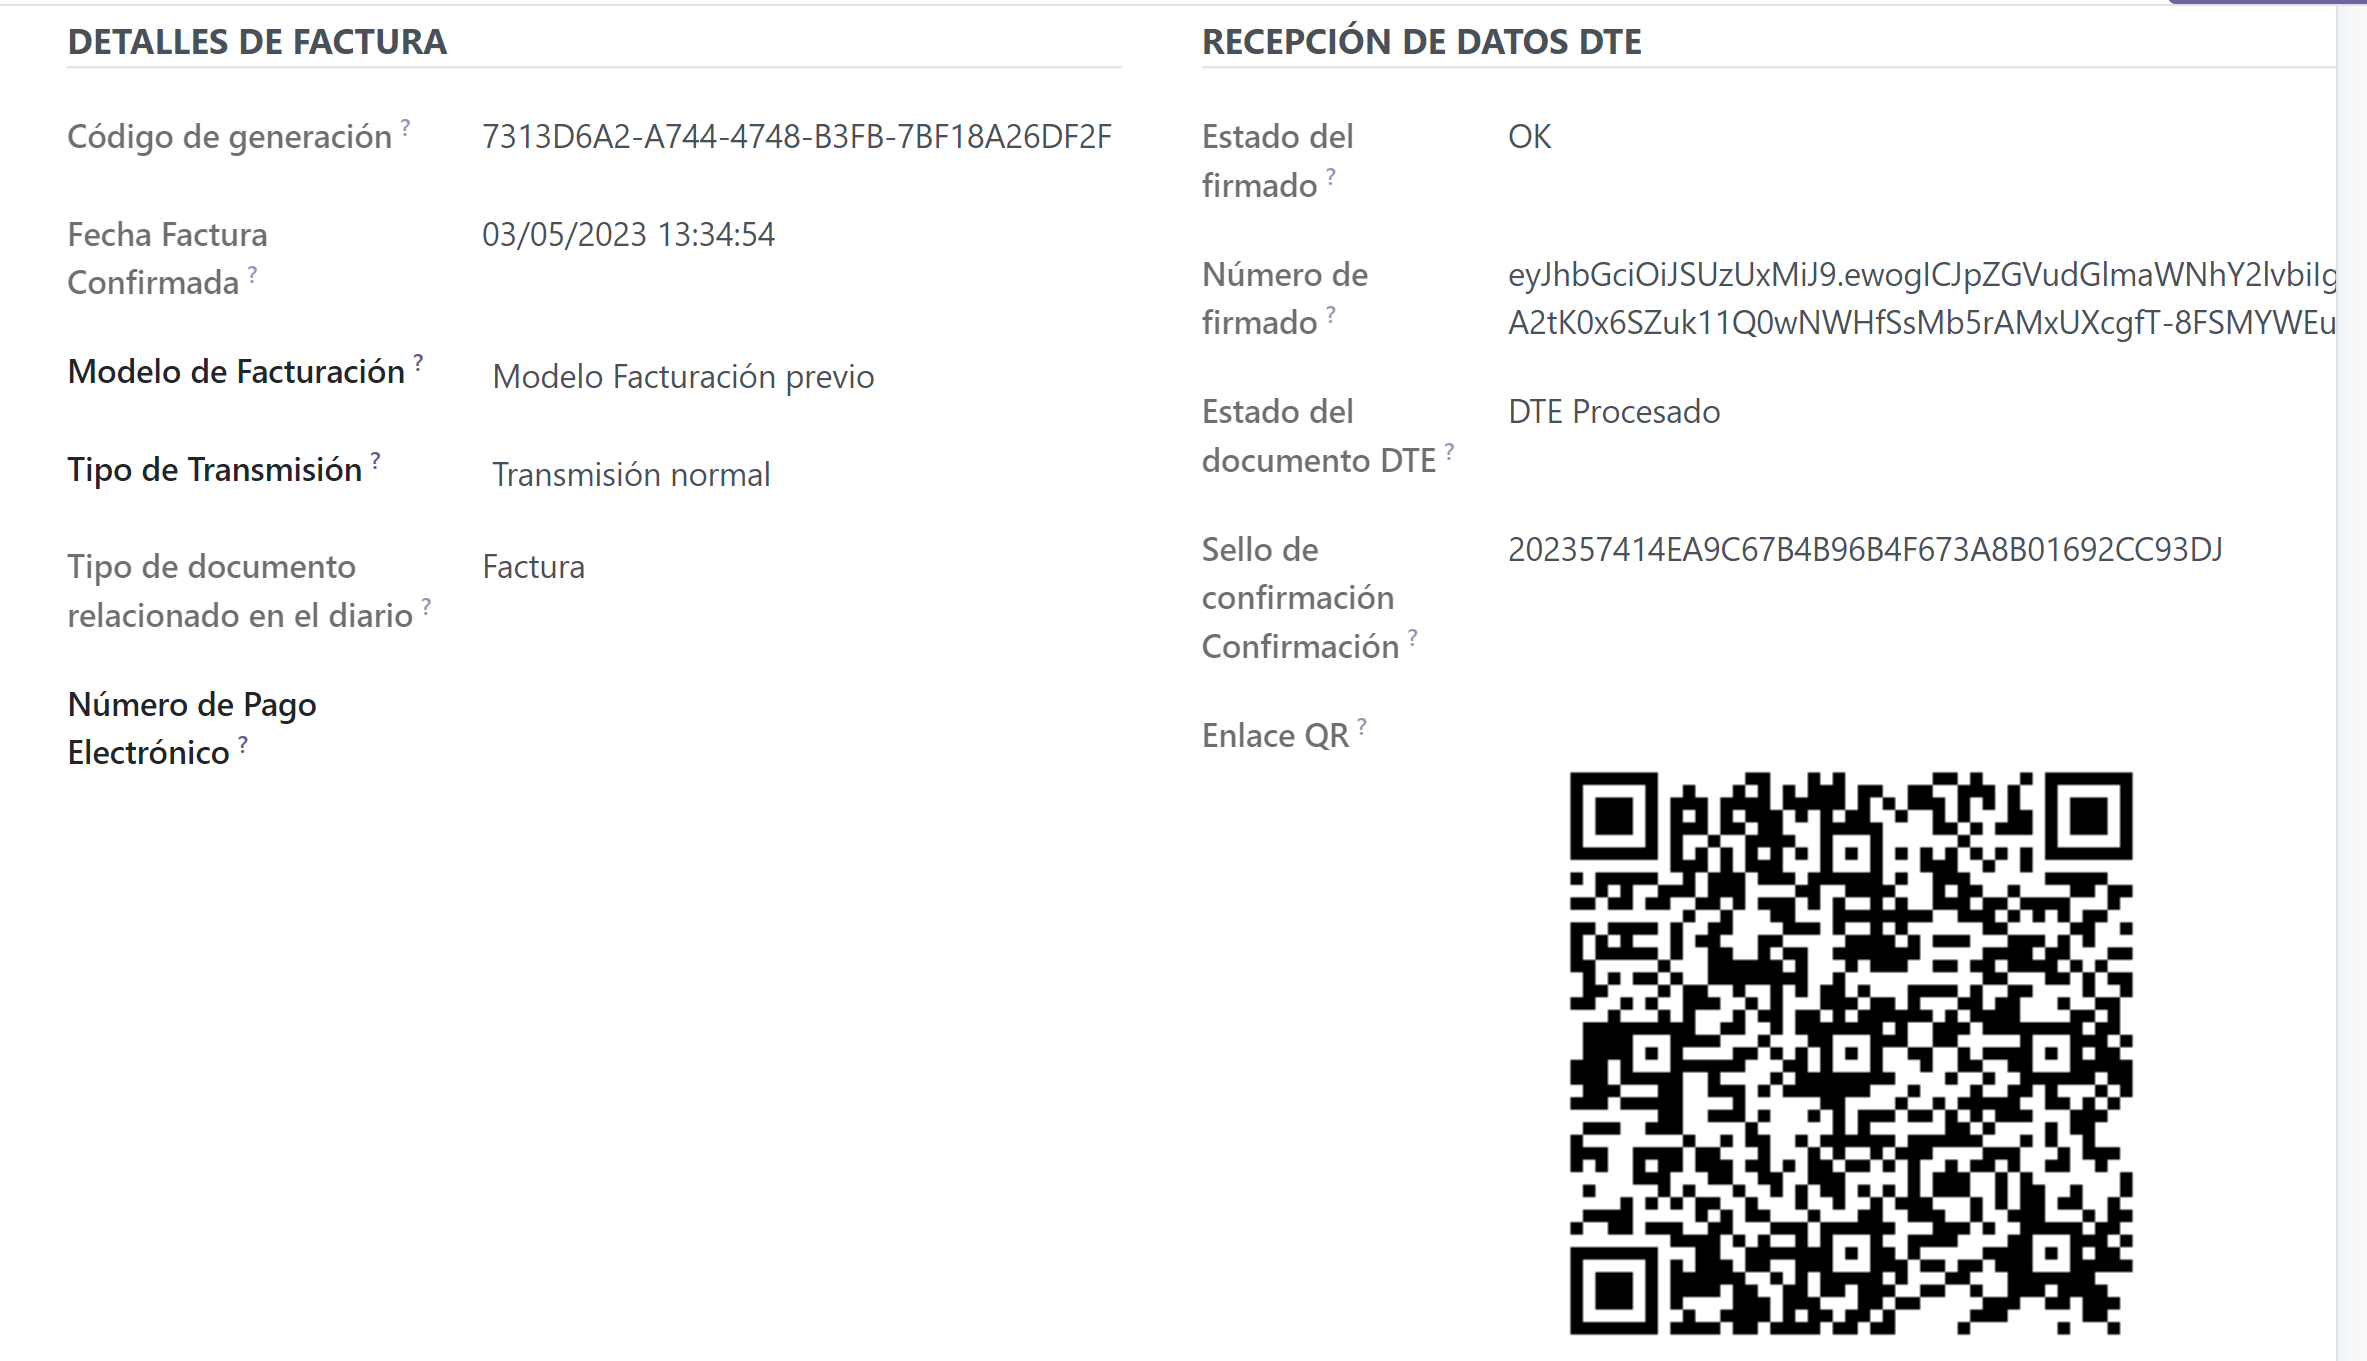 DETALLES DE FACTURA
Código de generación ? 7313D6A2-A744-4748-B3FB-7BF18A26DF2F
Fecha Factura 03/05/2023 13:34:54
Confirmada ?
Modelo de Facturación ? Modelo Facturación previo
Tipo de Transmisión ? Transmisión normal
Tipo de documento Factura
relacionado en el diario ?
Número de Pago
Electrónico ?
RECEPCIÓN DE DATOS DTE
Estado del OK
firmado ?
Número de eyJhbGciOiJSUzUxMiJ9.ewogICJpZGVudGlmaWNhY2lvbiIg
firmado ? A2tK0x6SZuk11Q0wNWHfSsMb5rAMxUXcgfT-8FSMYWEu
Estado del DTE Procesado
documento DTE ?
Sello de 202357414EA9C67B4B96B4F673A8B01692CC93DJ
confirmación
Confirmación ?
Enlace QR ?